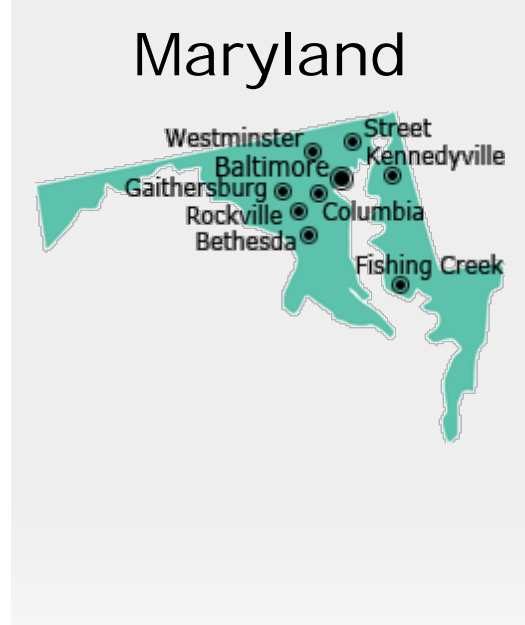 Maryland
Street
Westminster
Kennedyville
Baltimore
Gaithersburg
Rockville
Columbia
Bethesda
Fishing Creek